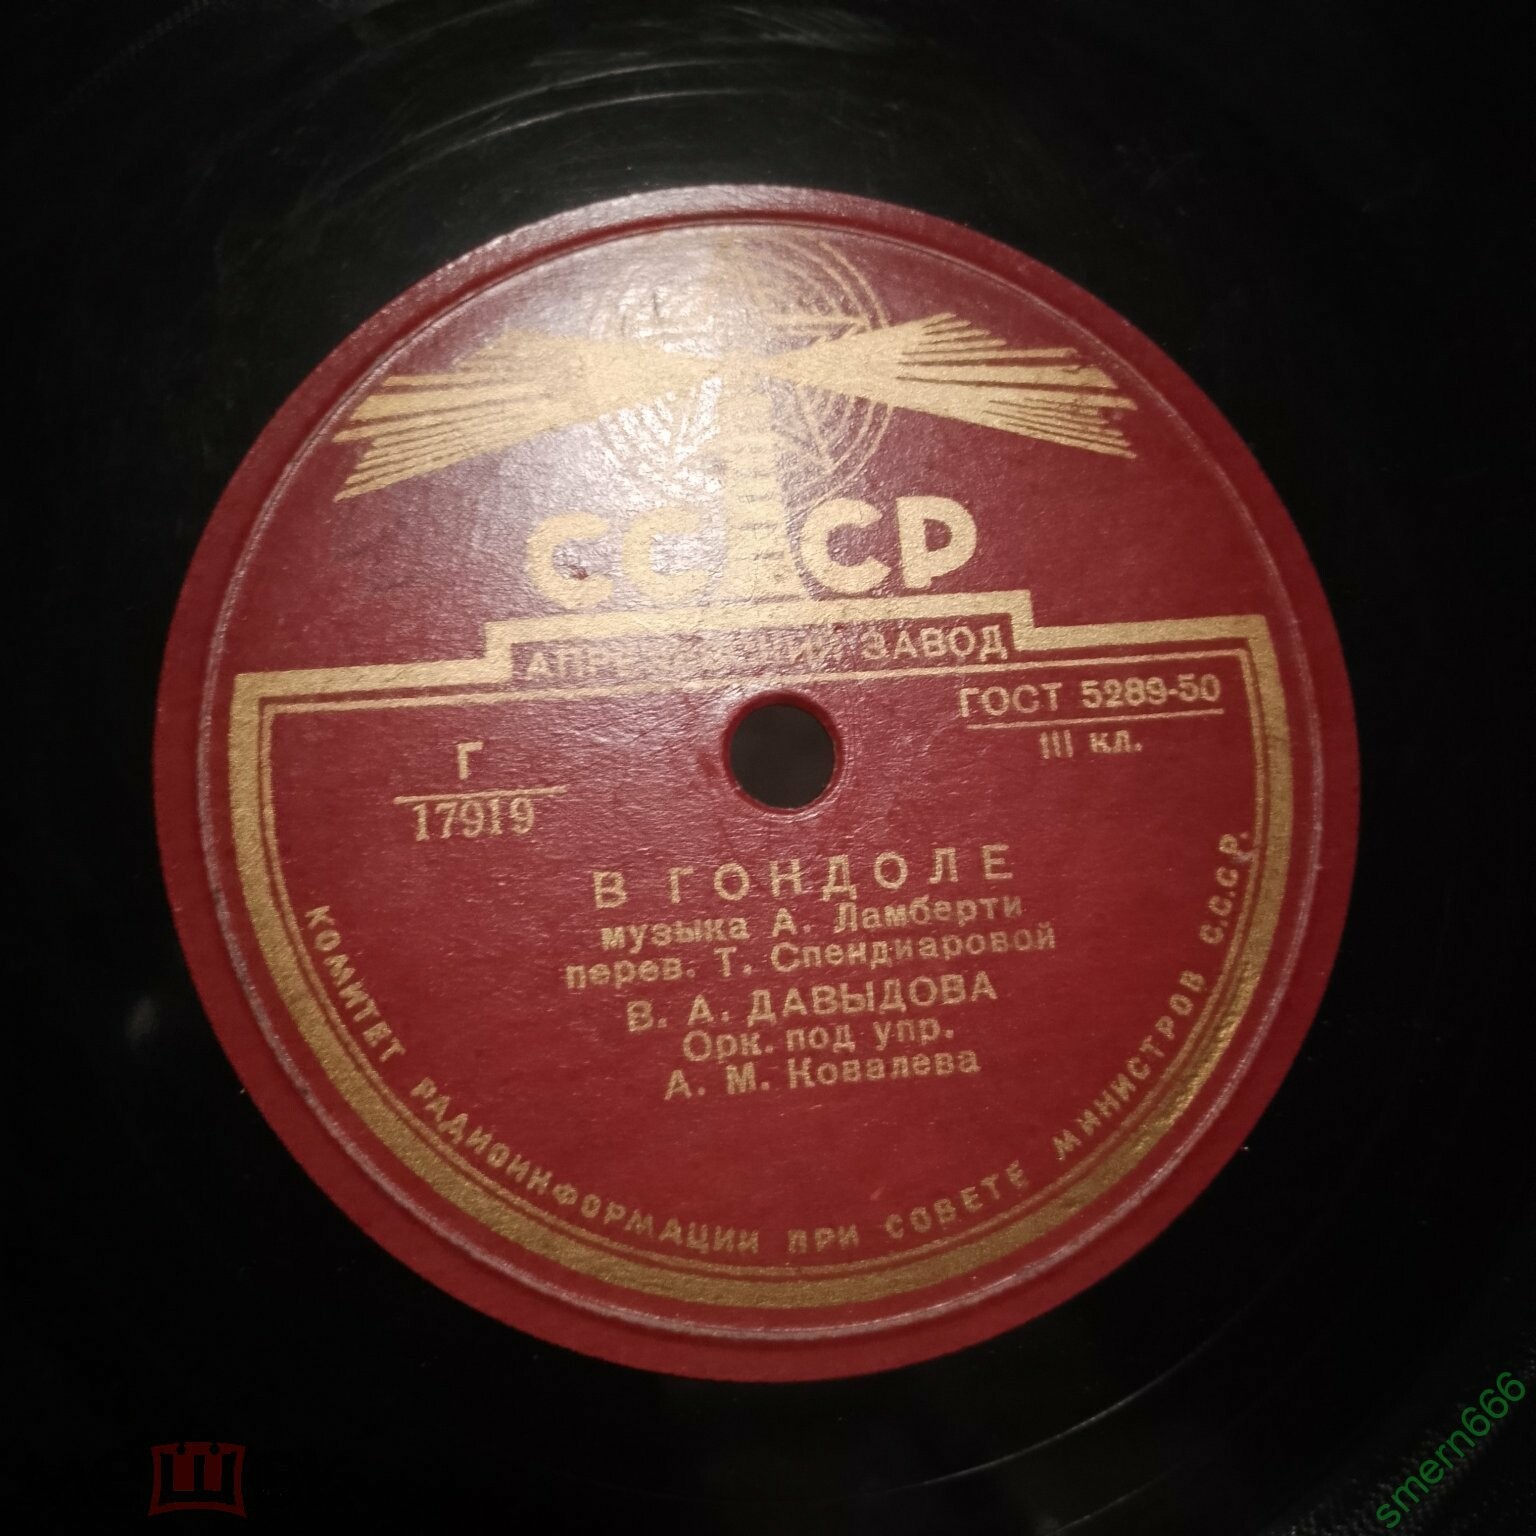 СССР
АПРЕЛЕВСКИЙ ЗАВОД
ГОСТ 5289-50
III кл.
Г
17919
В ГОНДОЛЕ
музыка А. Ламберти
перев. Т. Спендиаровой
В. А. ДАВЫДОВА
Орк. под упр.
А. М. Ковалева
КОМИТЕТ РАДИОИНФОРМАЦИИ ПРИ СОВЕТЕ МИНИСТРОВ С.С.С.Р.
smern666